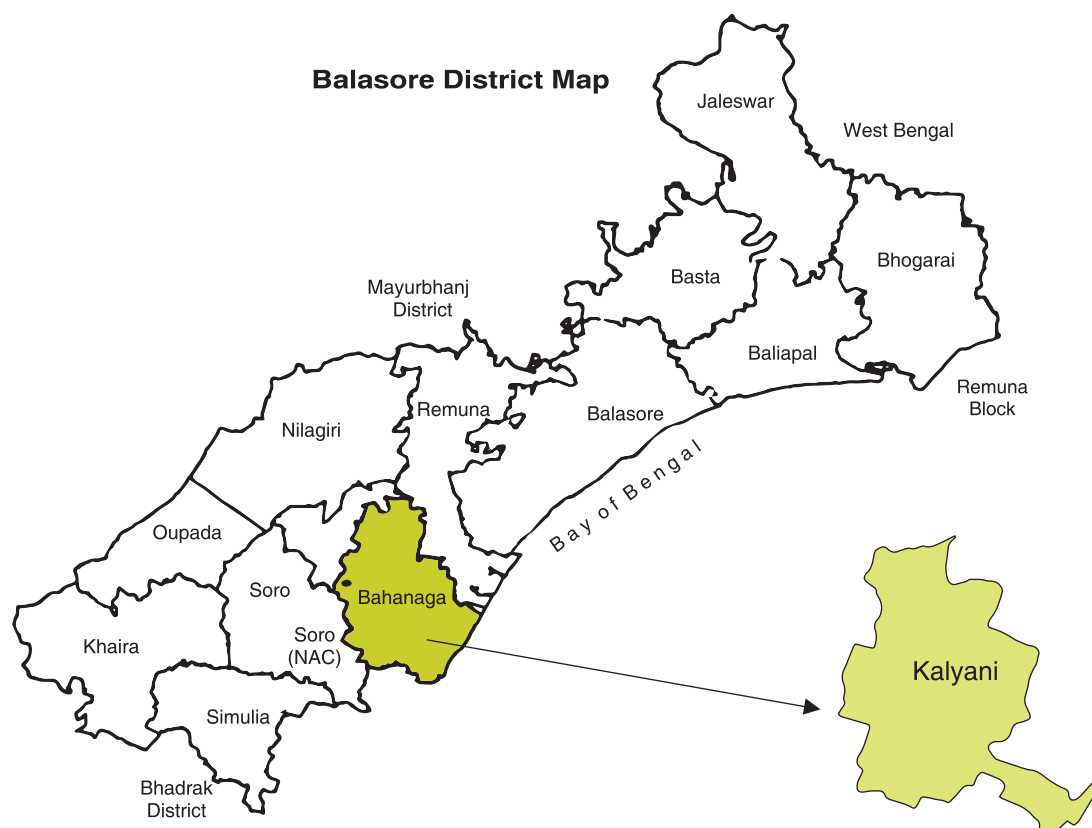 Balasore District Map
Jaleswar
West Bengal
Bhogarai
Basta
Mayurbhanj
District
Baliapal
Remuna
Block
Remuna
Balasore
Nilagiri
Bay of Bengal
Oupada
Soro
Bahanaga
Khaira
Soro
(NAC)
Kalyani
Simulia
Bhadrak
District